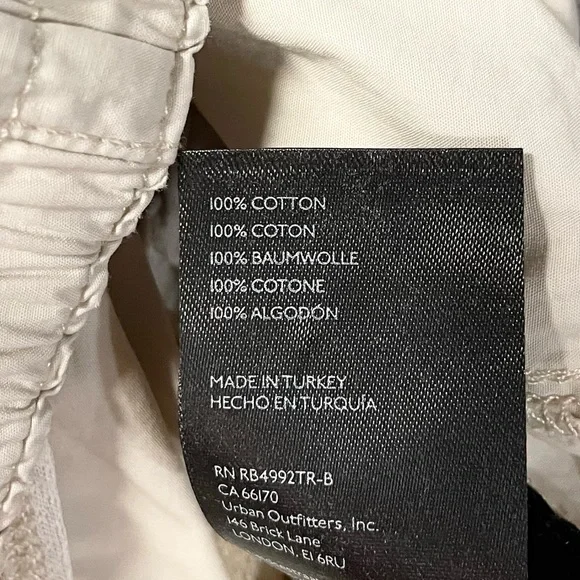 100% COTTON
100% COTON
100% BAUMWOLLE
100% COTONE
100% ALGODÓN
MADE IN TURKEY
HECHO EN TURQUÍA
RN RB4992TR-B
CA 66170
Urban Outfitters, Inc.
146 Brick Lane
LONDON, E1 6RU